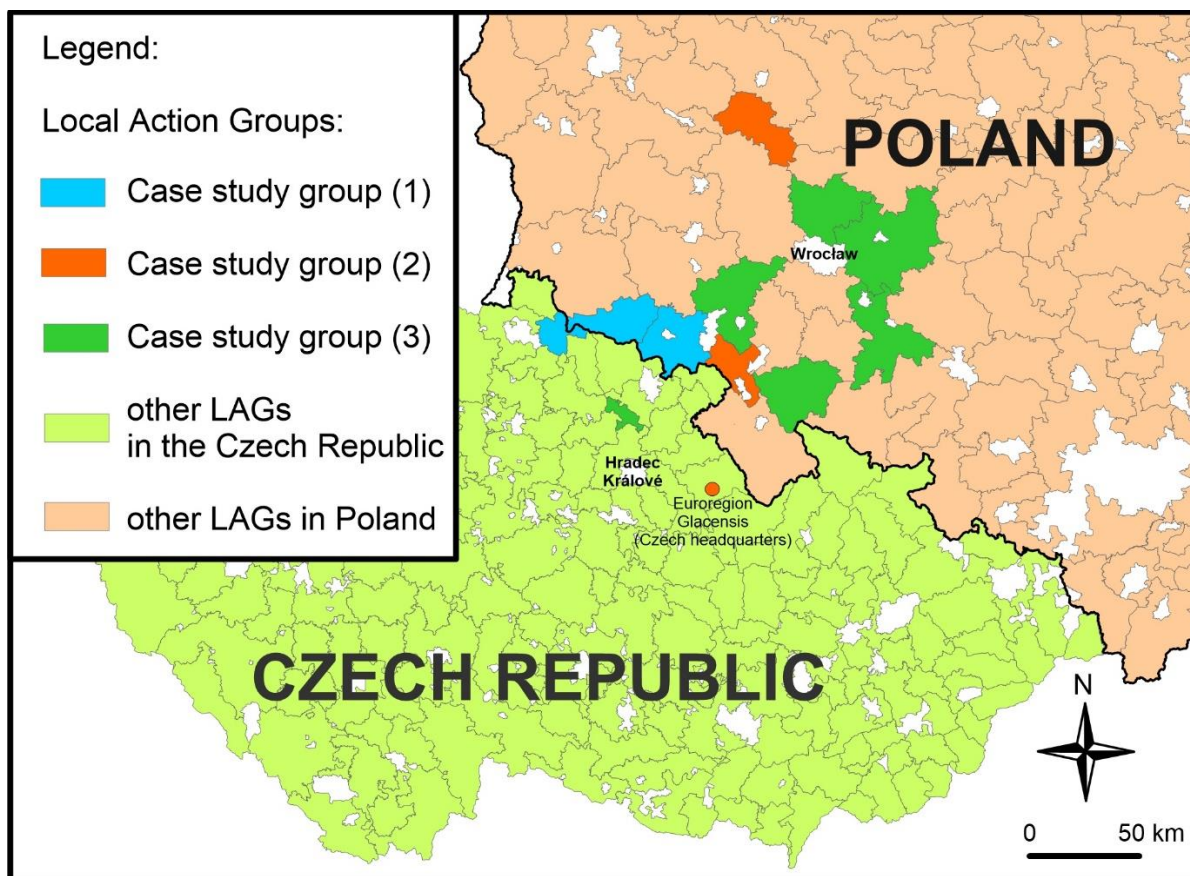 Legend:
Local Action Groups:
Case study group (1)
Case study group (2)
Case study group (3)
other LAGs
in the Czech Republic
other LAGs in Poland
POLAND
Wrocław
Hradec
Králové
Euroregion
Glacensis
(Czech headquarters)
CZECH REPUBLIC
N
0 50 km